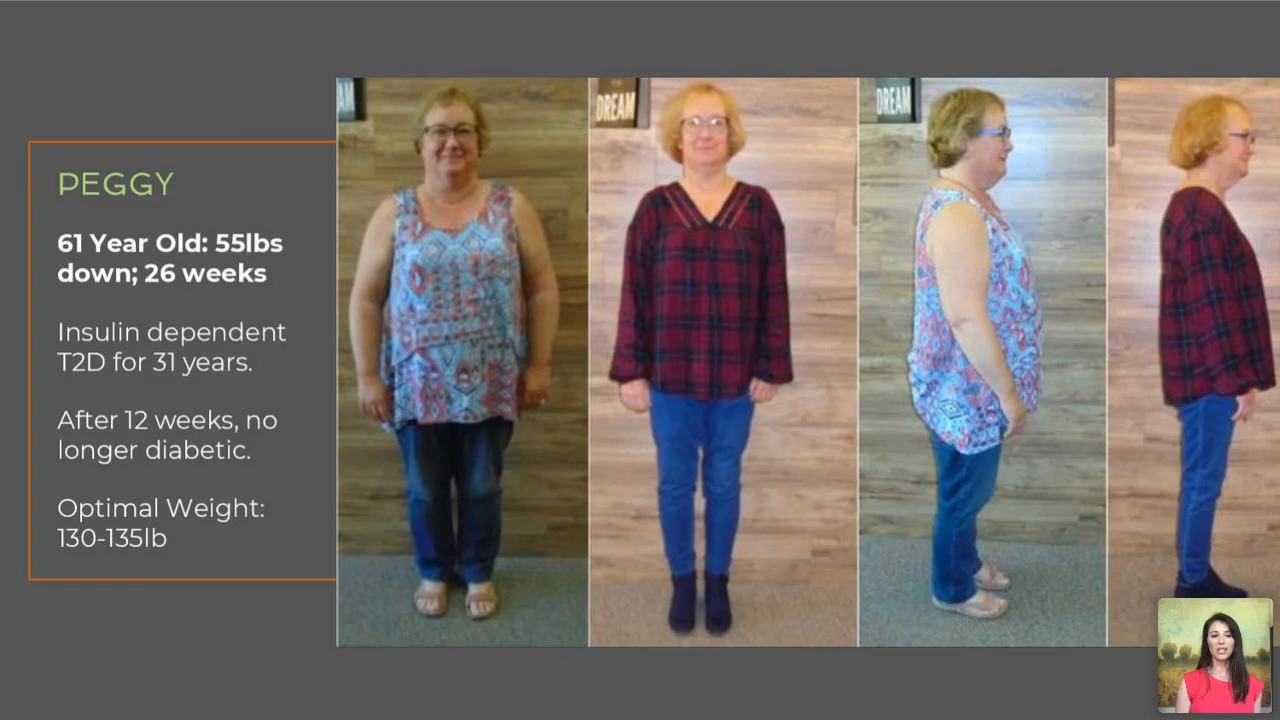 PEGGY
61 Year Old: 55lbs
down; 26 weeks
Insulin dependent
T2D for 31 years.
After 12 weeks, no
longer diabetic.
Optimal Weight:
130-135lb
AM
DREAM
DREAM